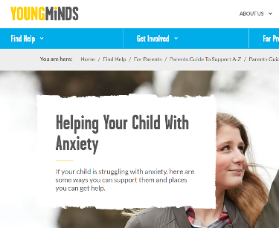 YOUNGMiNDS
ABOUT US
Find Help
Get Involved
For Pr
You are here: Home / Find Help / For Parents / Parents Guide To Support A-Z / Parents Guid
Helping Your Child With
Anxiety
If your child is struggling with anxiety, here are
some ways you can support them and places
you can get help.